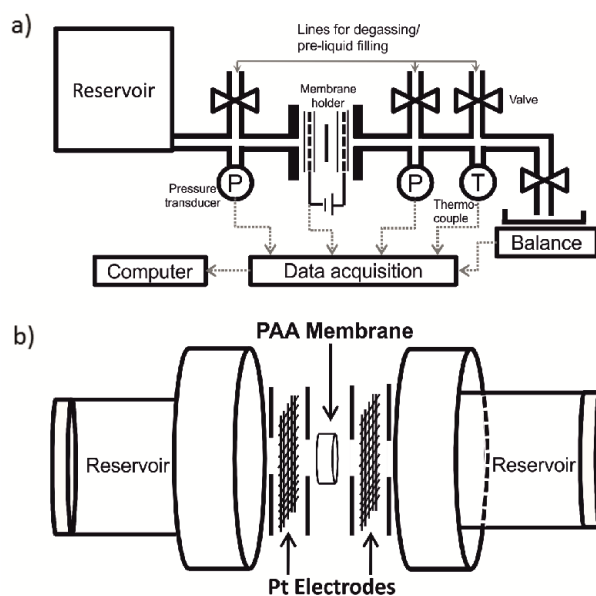 a)
Lines for degassing/
pre-liquid filling
Reservoir
Membrane
holder
Valve
P
P
T
Pressure
transducer
Thermo-
couple
Balance
Computer
Data acquisition
b)
PAA Membrane
Reservoir
Reservoir
Pt Electrodes